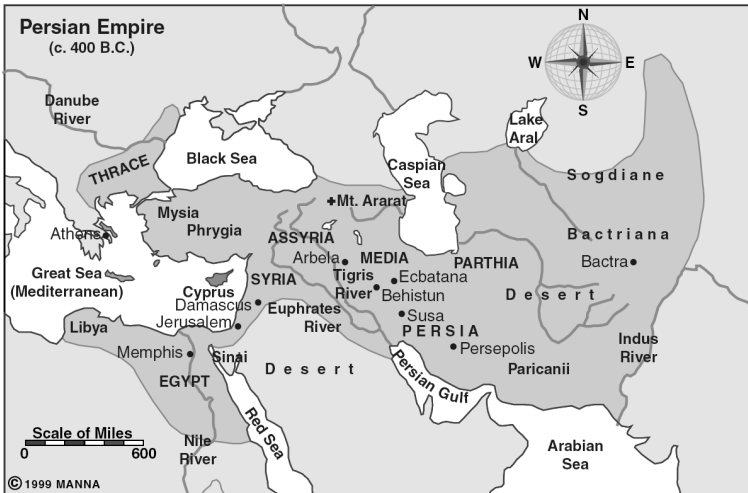 Persian Empire
(c. 400 B.C.)
N
W
E
S
Danube
River
Lake
Aral
Black Sea
THRACE
Caspian
Sea
Sogdiane
Mt. Ararat
Mysia
Phrygia
Athens
ASSYRIA
Bactriana
Arbela
MEDIA
PARTHIA
Bactra
Great Sea
(Mediterranean)
Tigris
River
Ecbatana
Behistun
SYRIA
Cyprus
Desert
Damascus
Euphrates
River
Susa
Jerusalem
Libya
PERSIA
Indus
River
Memphis
Sinai
Persepolis
Desert
Persian Gulf
Paricanii
EGYPT
Red Sea
Scale of Miles
0
600
Nile
River
Arabian
Sea
© 1999 MANNA